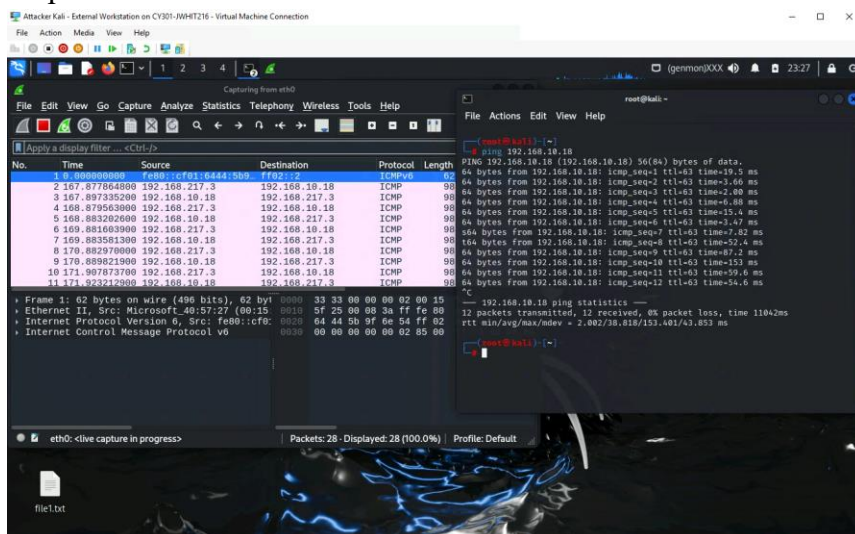 Attacker Kali - External Workstation on CY301-JWHIT216 - Virtual Machine Connection
File Action Media View Help
1 2 3 4
(genmon)XXX
23:27
Capturing from eth0
File Edit View Go Capture Analyze Statistics Telephony Wireless Tools Help
Apply a display filter ... <Ctrl-/>
No. Time Source Destination Protocol Length
1 0.000000000 fe80::cf01:6444:5b9… ff02::2 ICMPv6 62
2 167.877864800 192.168.217.3 192.168.10.18 ICMP 98
3 167.897335200 192.168.10.18 192.168.217.3 ICMP 98
4 168.879563000 192.168.217.3 192.168.10.18 ICMP 98
5 168.883202600 192.168.10.18 192.168.217.3 ICMP 98
6 169.881603900 192.168.217.3 192.168.10.18 ICMP 98
7 169.883581300 192.168.10.18 192.168.217.3 ICMP 98
8 170.882970000 192.168.217.3 192.168.10.18 ICMP 98
9 170.889821900 192.168.10.18 192.168.217.3 ICMP 98
10 171.907873700 192.168.217.3 192.168.10.18 ICMP 98
11 171.923212900 192.168.10.18 192.168.217.3 ICMP 98
Frame 1: 62 bytes on wire (496 bits), 62 byt
Ethernet II, Src: Microsoft_40:57:27 (00:15
Internet Protocol Version 6, Src: fe80::cf01:
Internet Control Message Protocol v6
0000 33 33 00 00 00 02 00 15
0010 5f 25 00 08 3a ff fe 80
0020 64 44 5b 9f 6e 54 ff 02
0030 00 00 00 00 00 02 85 00
eth0: <live capture in progress>
Packets: 28 · Displayed: 28 (100.0%)
Profile: Default
root@kali: ~
File Actions Edit View Help
(root@kali)-[~]
# ping 192.168.10.18
PING 192.168.10.18 (192.168.10.18) 56(84) bytes of data.
64 bytes from 192.168.10.18: icmp_seq=1 ttl=63 time=19.5 ms
64 bytes from 192.168.10.18: icmp_seq=2 ttl=63 time=3.66 ms
64 bytes from 192.168.10.18: icmp_seq=3 ttl=63 time=2.00 ms
64 bytes from 192.168.10.18: icmp_seq=4 ttl=63 time=6.88 ms
64 bytes from 192.168.10.18: icmp_seq=5 ttl=63 time=15.4 ms
64 bytes from 192.168.10.18: icmp_seq=6 ttl=63 time=3.47 ms
s64 bytes from 192.168.10.18: icmp_seq=7 ttl=63 time=7.82 ms
t64 bytes from 192.168.10.18: icmp_seq=8 ttl=63 time=52.4 ms
64 bytes from 192.168.10.18: icmp_seq=9 ttl=63 time=87.2 ms
64 bytes from 192.168.10.18: icmp_seq=10 ttl=63 time=153 ms
64 bytes from 192.168.10.18: icmp_seq=11 ttl=63 time=59.6 ms
64 bytes from 192.168.10.18: icmp_seq=12 ttl=63 time=54.6 ms
^C
--- 192.168.10.18 ping statistics ---
12 packets transmitted, 12 received, 0% packet loss, time 11042ms
rtt min/avg/max/mdev = 2.002/38.818/153.401/43.853 ms
(root@kali)-[~]
#
file1.txt